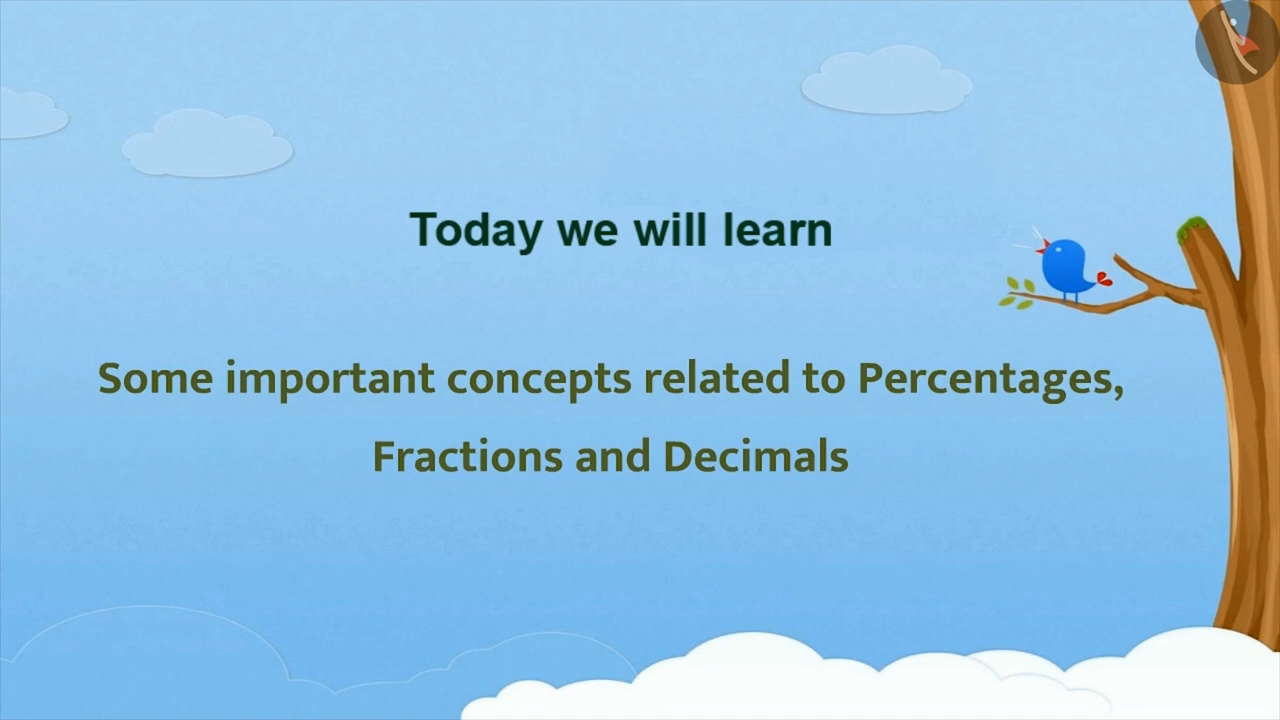 Today we will learn
Some important concepts related to Percentages,
Fractions and Decimals